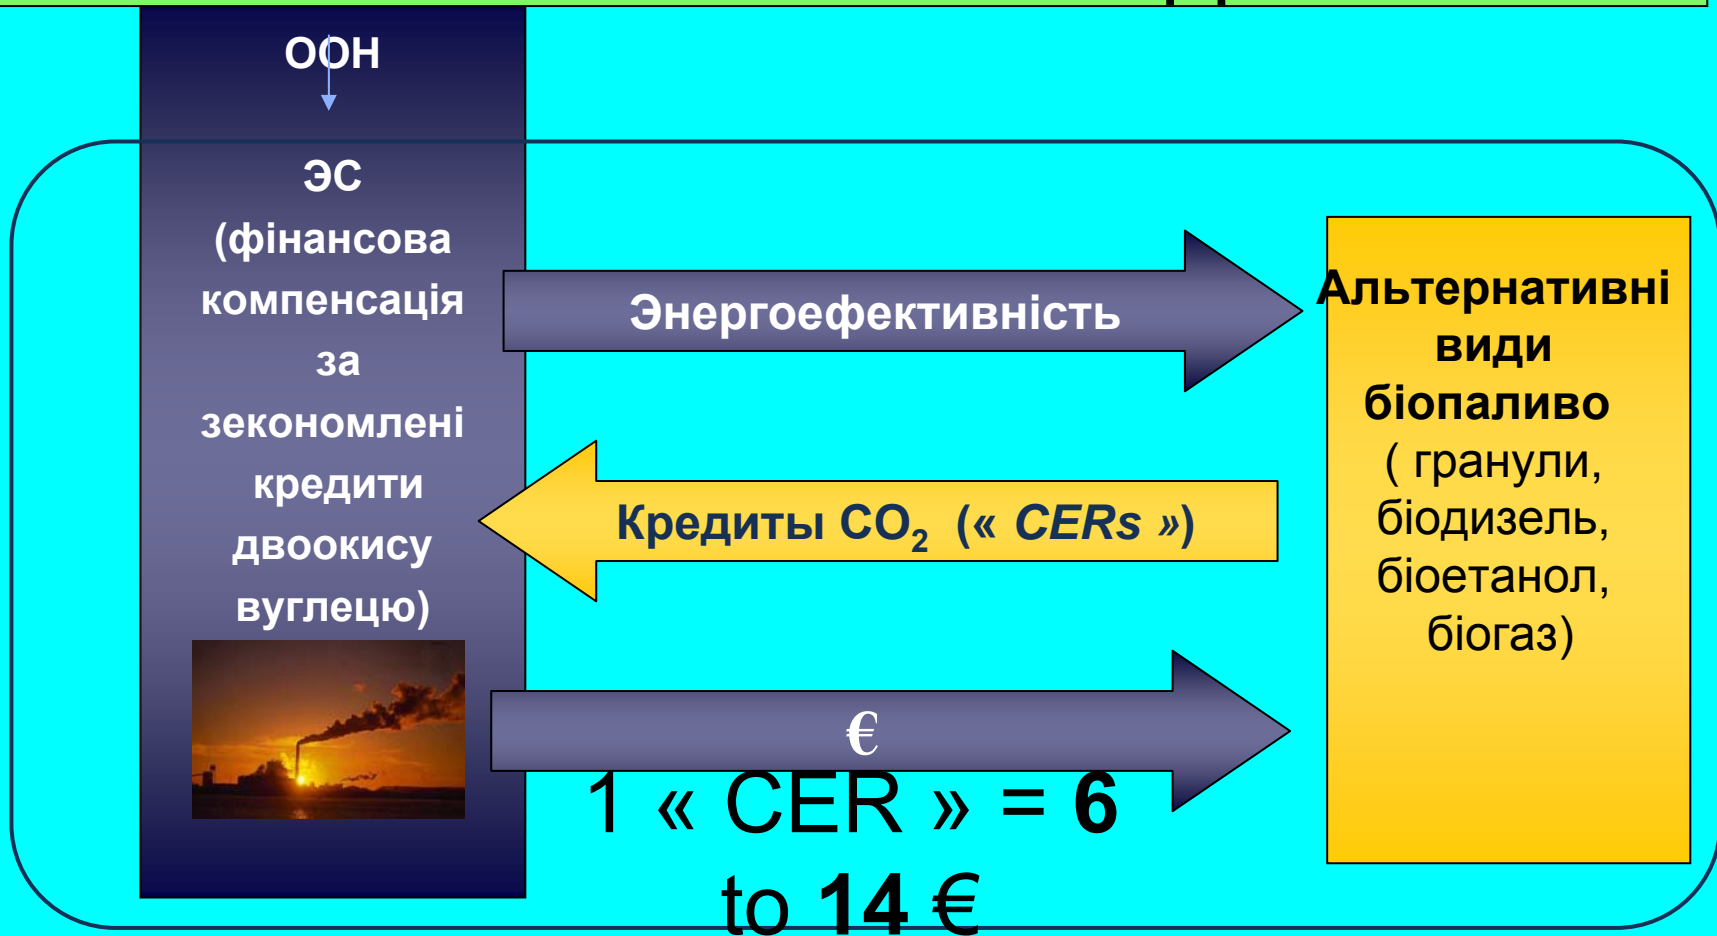 ООН
ЭС
(фінансова
компенсація
за
зекономлені
кредити
двоокису
вуглецю)
Энергоефективність
Кредиты CO₂ (« CERs »)
€
1 « CER » = 6
to 14 €
Альтернативні
види
біопаливо
( гранули,
біодизель,
біоетанол,
біогаз)